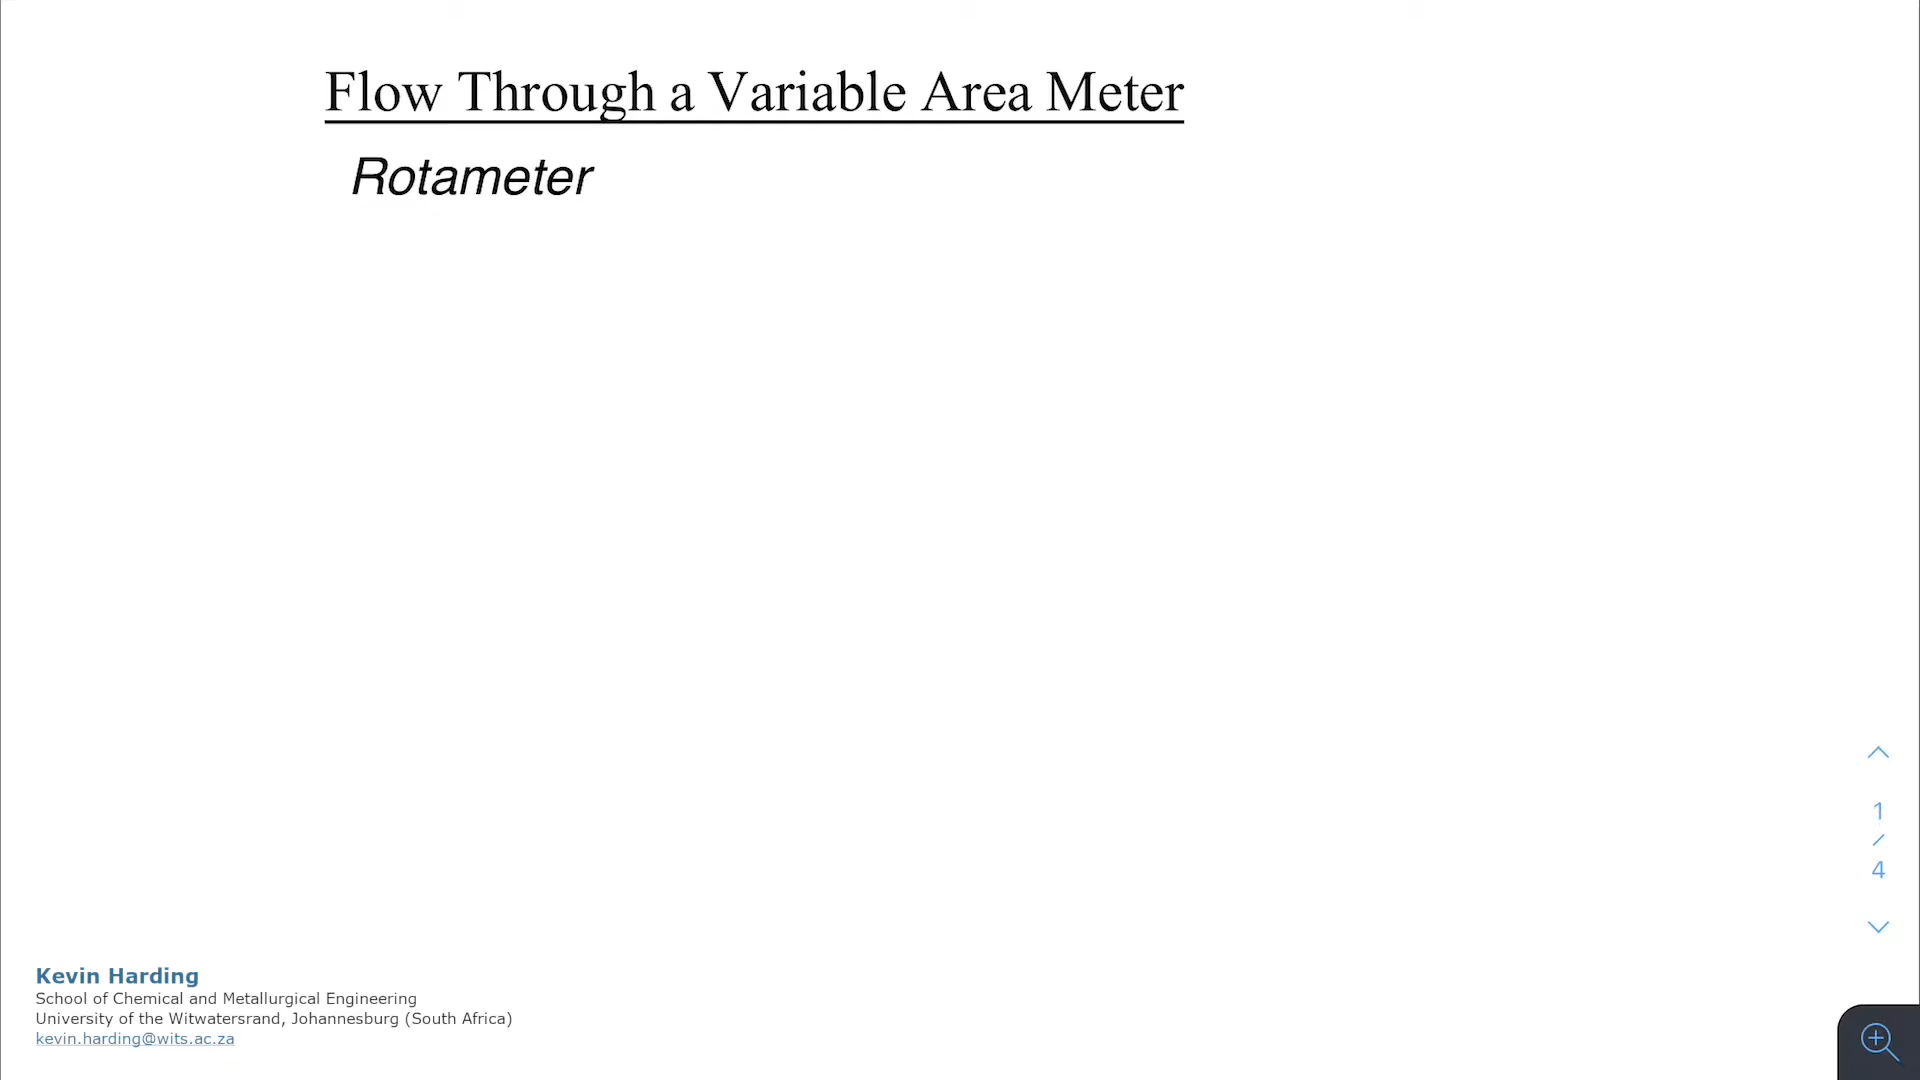 Flow Through a Variable Area Meter
Rotameter
1
/
4
Kevin Harding
School of Chemical and Metallurgical Engineering
University of the Witwatersrand, Johannesburg (South Africa)
kevin.harding@wits.ac.za